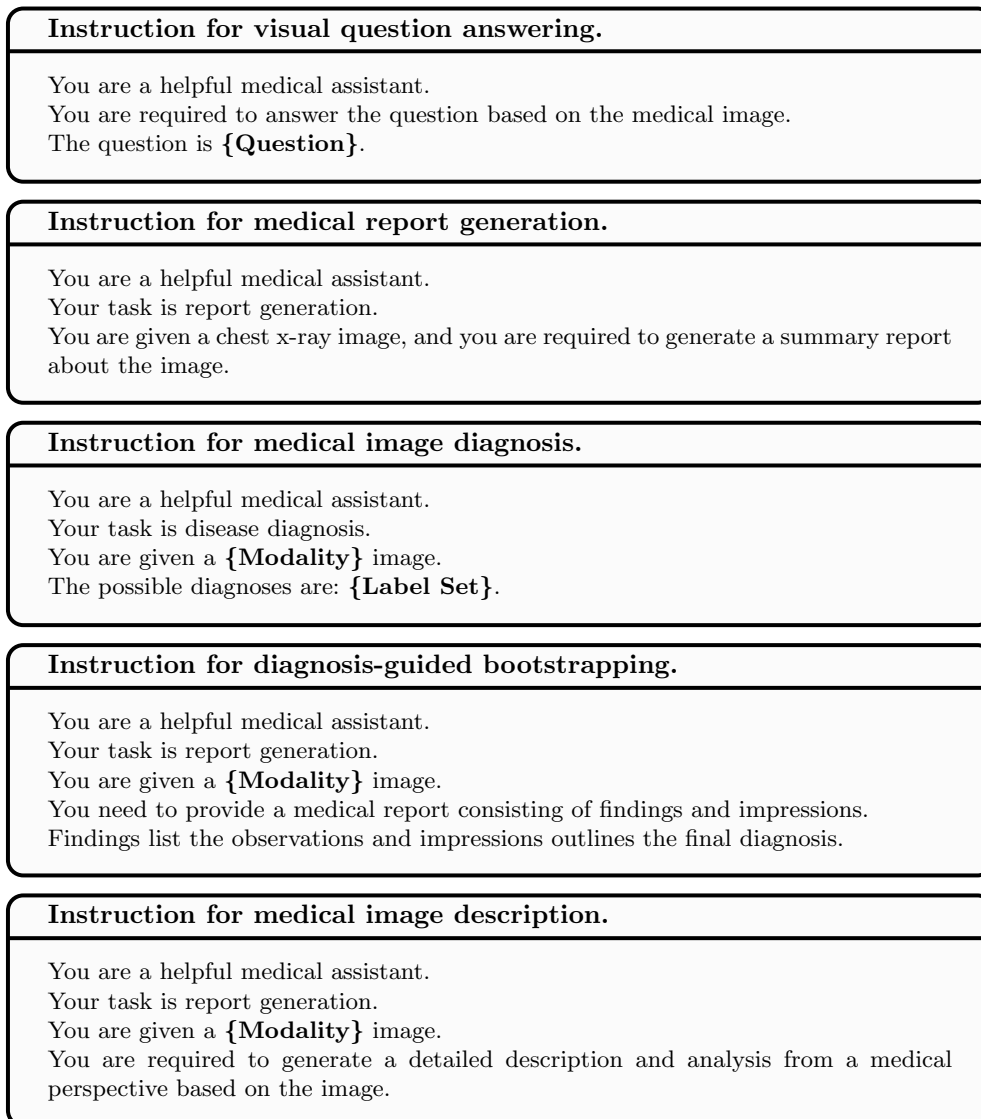 Instruction for visual question answering.
You are a helpful medical assistant.
You are required to answer the question based on the medical image.
The question is {Question}.
Instruction for medical report generation.
You are a helpful medical assistant.
Your task is report generation.
You are given a chest x-ray image, and you are required to generate a summary report
about the image.
Instruction for medical image diagnosis.
You are a helpful medical assistant.
Your task is disease diagnosis.
You are given a {Modality} image.
The possible diagnoses are: {Label Set}.
Instruction for diagnosis-guided bootstrapping.
You are a helpful medical assistant.
Your task is report generation.
You are given a {Modality} image.
You need to provide a medical report consisting of findings and impressions.
Findings list the observations and impressions outlines the final diagnosis.
Instruction for medical image description.
You are a helpful medical assistant.
Your task is report generation.
You are given a {Modality} image.
You are required to generate a detailed description and analysis from a medical
perspective based on the image.